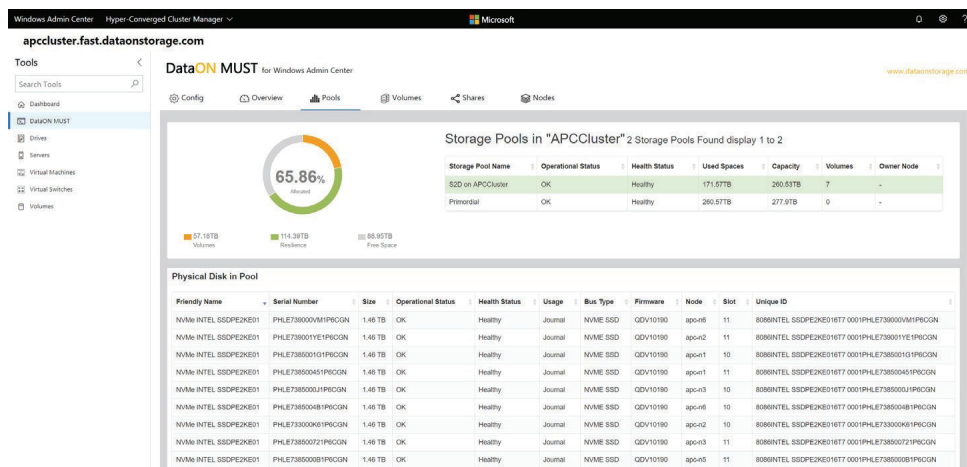 Windows Admin Center Hyper-Converged Cluster Manager Microsoft
apccluster.fast.dataonstorage.com
Tools
Search Tools
Dashboard
DataON MUST
Drives
Servers
Virtual Machines
Virtual Switches
Volumes
DataON MUST for Windows Admin Center
www.dataonstorage.com
Config Overview Pools Volumes Shares Nodes
65.86%
Allocated
57.18TB 114.39TB 88.95TB
Volumes Resilience Free Space
Storage Pools in "APCCluster" 2 Storage Pools Found display 1 to 2
Storage Pool Name Operational Status Health Status Used Spaces Capacity Volumes Owner Node
S2D on APCCluster OK Healthy 171.57TB 260.53TB 7 -
Primordial OK Healthy 260.57TB 277.9TB 0 -
Physical Disk in Pool
Friendly Name Serial Number Size Operational Status Health Status Usage Bus Type Firmware Node Slot Unique ID
NVMe INTEL SSDPE2KE01 PHLE739000VM1P6CGN 1.46 TB OK Healthy Journal NVME SSD QDV10190 apc-n6 11 8086INTEL SSDPE2KE016T7 0001PHLE739000VM1P6CGN
NVMe INTEL SSDPE2KE01 PHLE739001YE1P6CGN 1.46 TB OK Healthy Journal NVME SSD QDV10190 apc-n2 11 8086INTEL SSDPE2KE016T7 0001PHLE739001YE1P6CGN
NVMe INTEL SSDPE2KE01 PHLE7385001G1P6CGN 1.46 TB OK Healthy Journal NVME SSD QDV10190 apc-n1 10 8086INTEL SSDPE2KE016T7 0001PHLE7385001G1P6CGN
NVMe INTEL SSDPE2KE01 PHLE738500451P6CGN 1.46 TB OK Healthy Journal NVME SSD QDV10190 apc-n1 11 8086INTEL SSDPE2KE016T7 0001PHLE738500451P6CGN
NVMe INTEL SSDPE2KE01 PHLE7385000J1P6CGN 1.46 TB OK Healthy Journal NVME SSD QDV10190 apc-n3 10 8086INTEL SSDPE2KE016T7 0001PHLE7385000J1P6CGN
NVMe INTEL SSDPE2KE01 PHLE7385004B1P6CGN 1.46 TB OK Healthy Journal NVME SSD QDV10190 apc-n6 10 8086INTEL SSDPE2KE016T7 0001PHLE7385004B1P6CGN
NVMe INTEL SSDPE2KE01 PHLE733000K61P6CGN 1.46 TB OK Healthy Journal NVME SSD QDV10190 apc-n2 10 8086INTEL SSDPE2KE016T7 0001PHLE733000K61P6CGN
NVMe INTEL SSDPE2KE01 PHLE738500721P6CGN 1.46 TB OK Healthy Journal NVME SSD QDV10190 apc-n3 11 8086INTEL SSDPE2KE016T7 0001PHLE738500721P6CGN
NVMe INTEL SSDPE2KE01 PHLE7385000B1P6CGN 1.46 TB OK Healthy Journal NVME SSD QDV10190 apc-n5 11 8086INTEL SSDPE2KE016T7 0001PHLE7385000B1P6CGN